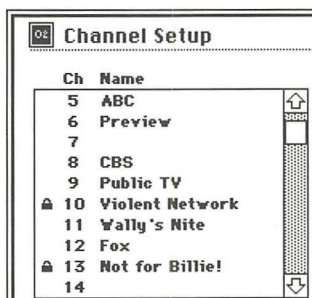 02 Channel Setup
Ch Name
5 ABC
6 Preview
7
8 CBS
9 Public TV
10 Violent Network
11 Wally's Nite
12 Fox
13 Not for Billie!
14